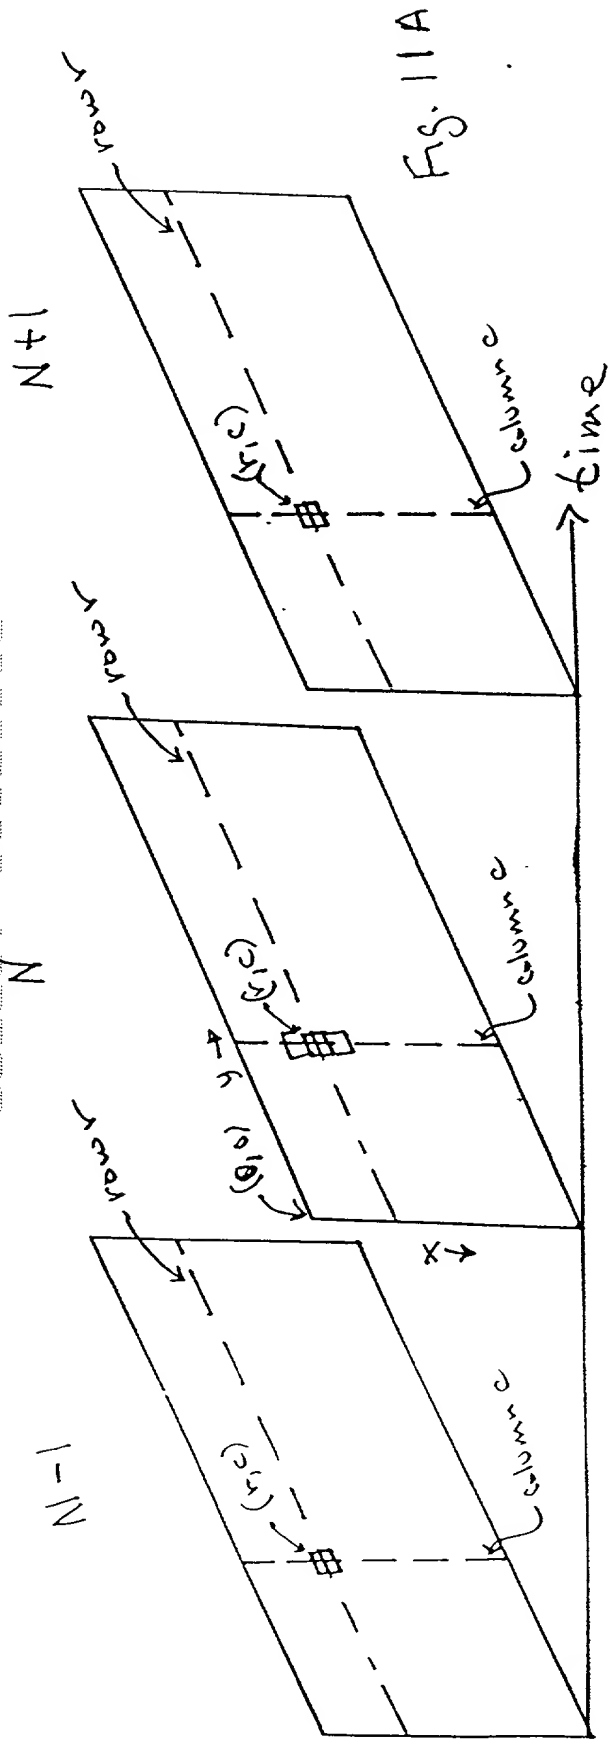 N-1
row r
(r,c)
column c
N
row r
(r,c)
(0,0)
y
x
column c
N+1
row r
(r,c)
column c
time
Fig. 11A